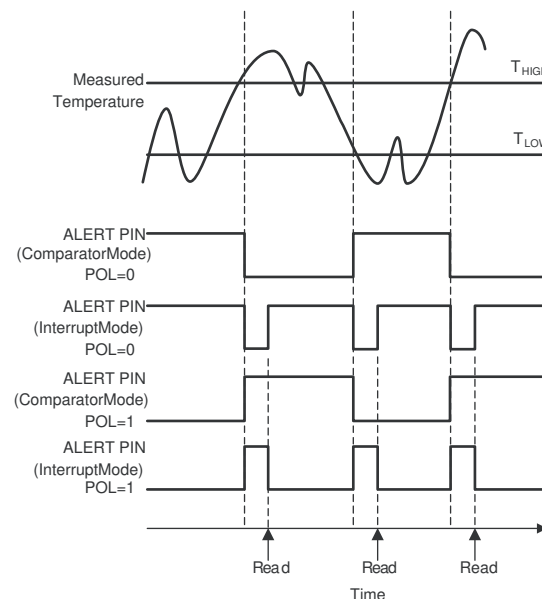 T_HIGH
Measured
Temperature
T_LOW
ALERT PIN
(ComparatorMode)
POL=0
ALERT PIN
(InterruptMode)
POL=0
ALERT PIN
(ComparatorMode)
POL=1
ALERT PIN
(InterruptMode)
POL=1
Read Read Read
Time